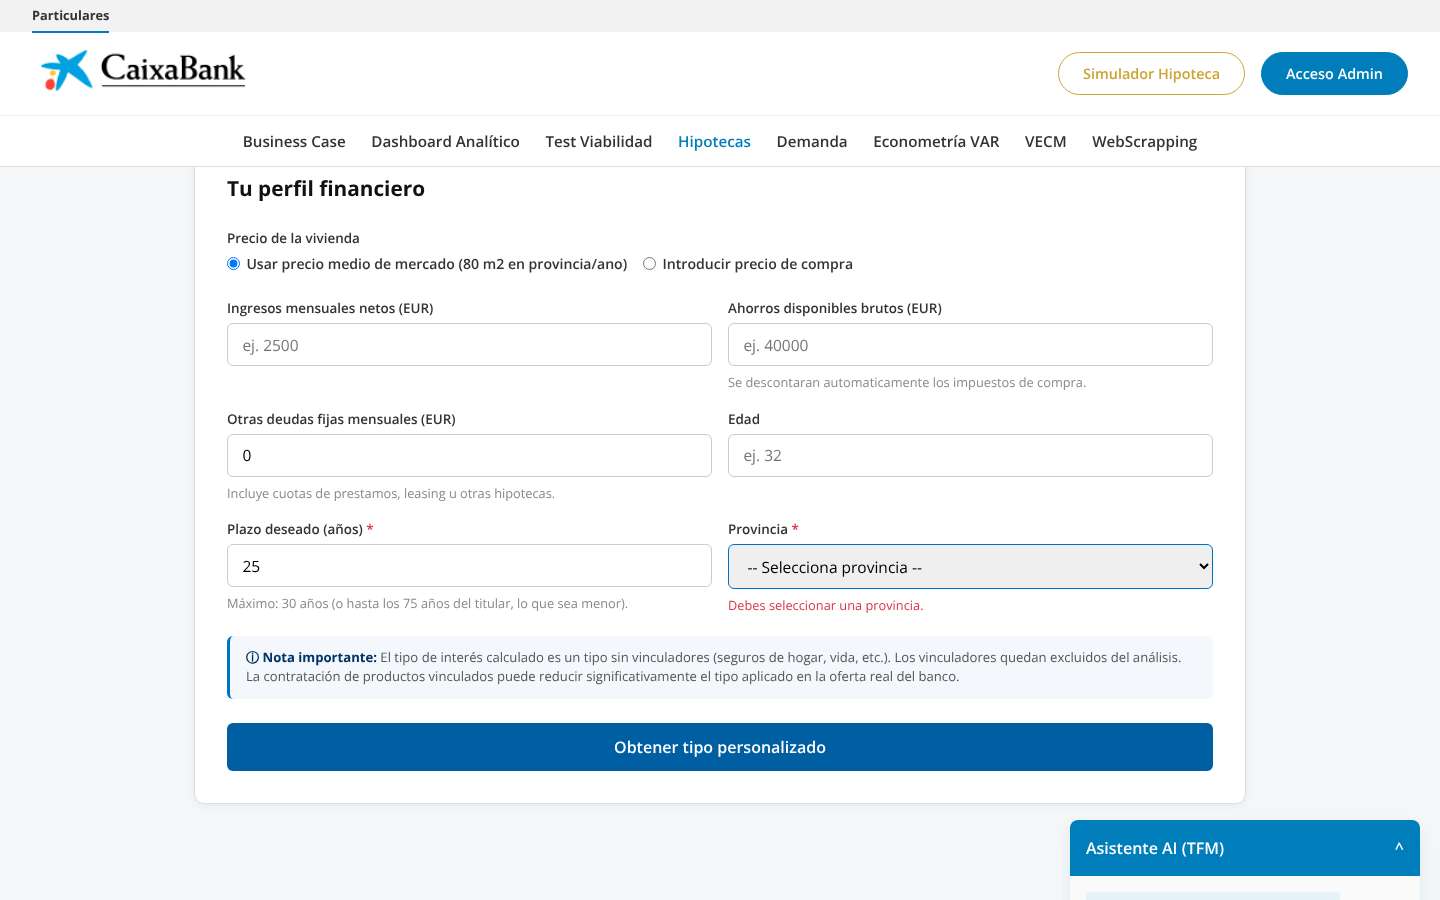 Particulares
CaixaBank
Simulador Hipoteca
Acceso Admin
Business Case
Dashboard Analítico
Test Viabilidad
Hipotecas
Demanda
Econometría VAR
VECM
WebScrapping
Tu perfil financiero
Precio de la vivienda
Usar precio medio de mercado (80 m2 en provincia/ano)
Introducir precio de compra
Ingresos mensuales netos (EUR)
Ahorros disponibles brutos (EUR)
ej. 2500
ej. 40000
Se descontaran automaticamente los impuestos de compra.
Otras deudas fijas mensuales (EUR)
Edad
0
ej. 32
Incluye cuotas de prestamos, leasing u otras hipotecas.
Plazo deseado (años) *
Provincia *
25
-- Selecciona provincia --
Máximo: 30 años (o hasta los 75 años del titular, lo que sea menor).
Debes seleccionar una provincia.
ⓘ Nota importante: El tipo de interés calculado es un tipo sin vinculadores (seguros de hogar, vida, etc.). Los vinculadores quedan excluidos del análisis.
La contratación de productos vinculados puede reducir significativamente el tipo aplicado en la oferta real del banco.
Obtener tipo personalizado
Asistente AI (TFM)
^